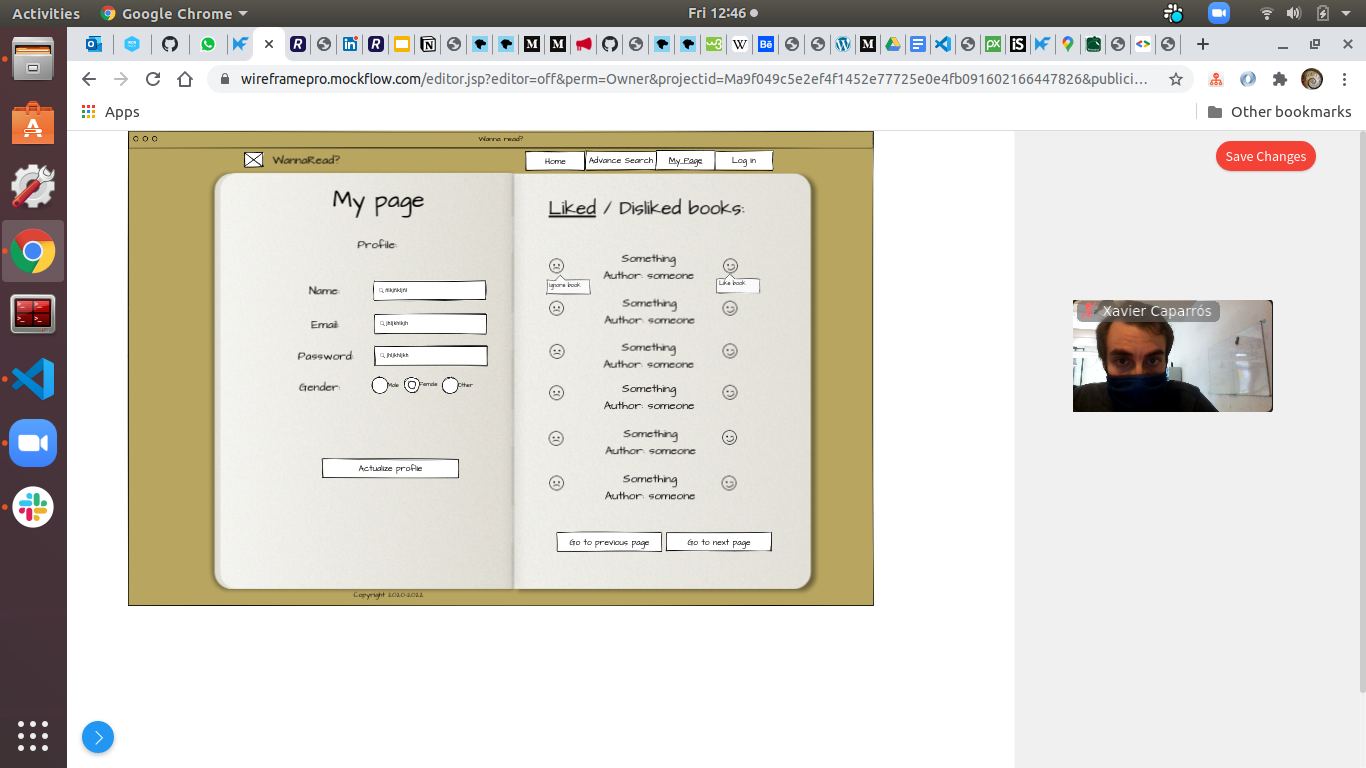 Activities Google Chrome Fri 12:46
wireframepro.mockflow.com/editor.jsp?editor=off&perm=Owner&projectid=Ma9f049c5e2ef4f1452e77725e0e4fb091602166447826&publici...
Apps Other bookmarks
Wanna read?
WannaRead? Home Advance Search My Page Log in
Save Changes
My page
Profile:
Name:
Email:
Password:
Gender: Male Female Other
Actualize profile
Liked / Disliked books:
Something
Author: someone
Ignore book Like book
Something
Author: someone
Something
Author: someone
Something
Author: someone
Something
Author: someone
Something
Author: someone
Go to previous page Go to next page
Copyright 2020-2022
Xavier Caparrós